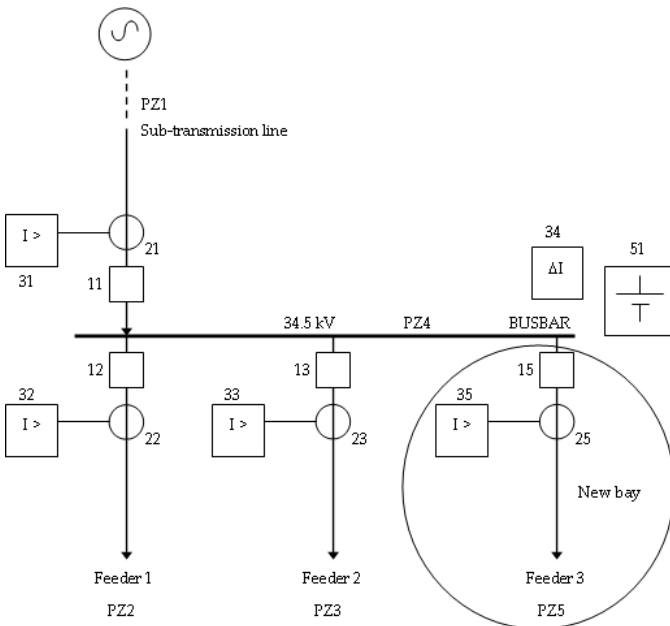 PZ1
Sub-transmission line
I >
21
31
11
34
ΔI
51
34.5 kV
PZ4
BUSBAR
12
13
15
32
I >
22
33
I >
23
35
I >
25
New bay
Feeder 1
Feeder 2
Feeder 3
PZ2
PZ3
PZ5